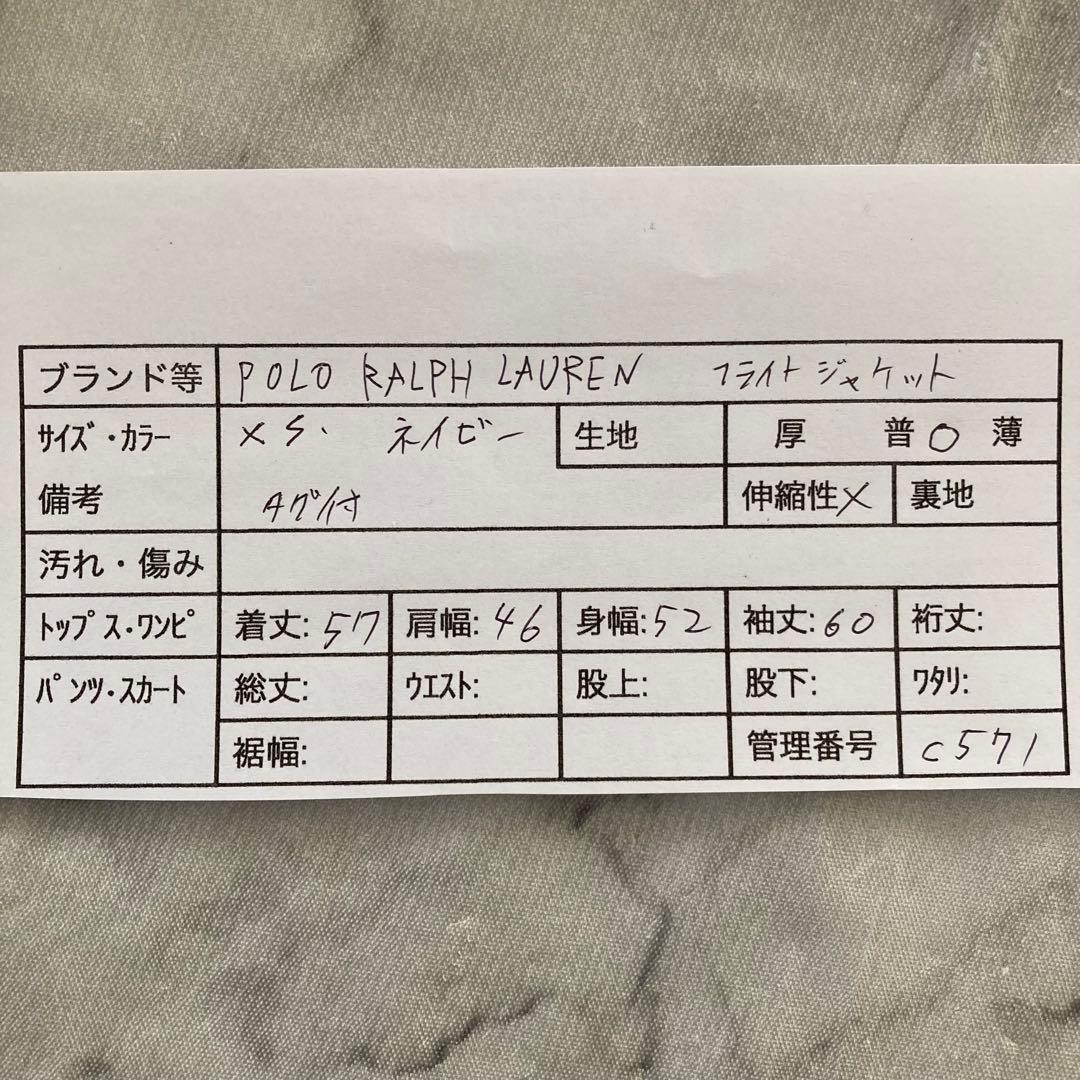 ブランド等 POLO RALPH LAUREN フライトジャケット
サイズ・カラー XS. ネイビー 生地 厚 普○ 薄
備考 タグ付 伸縮性× 裏地
汚れ・傷み
トップス・ワンピ 着丈:57 肩幅:46 身幅:52 袖丈:60 裄丈:
パンツ・スカート 総丈: ウエスト: 股上: 股下: ワタリ:
裾幅: 管理番号 C571